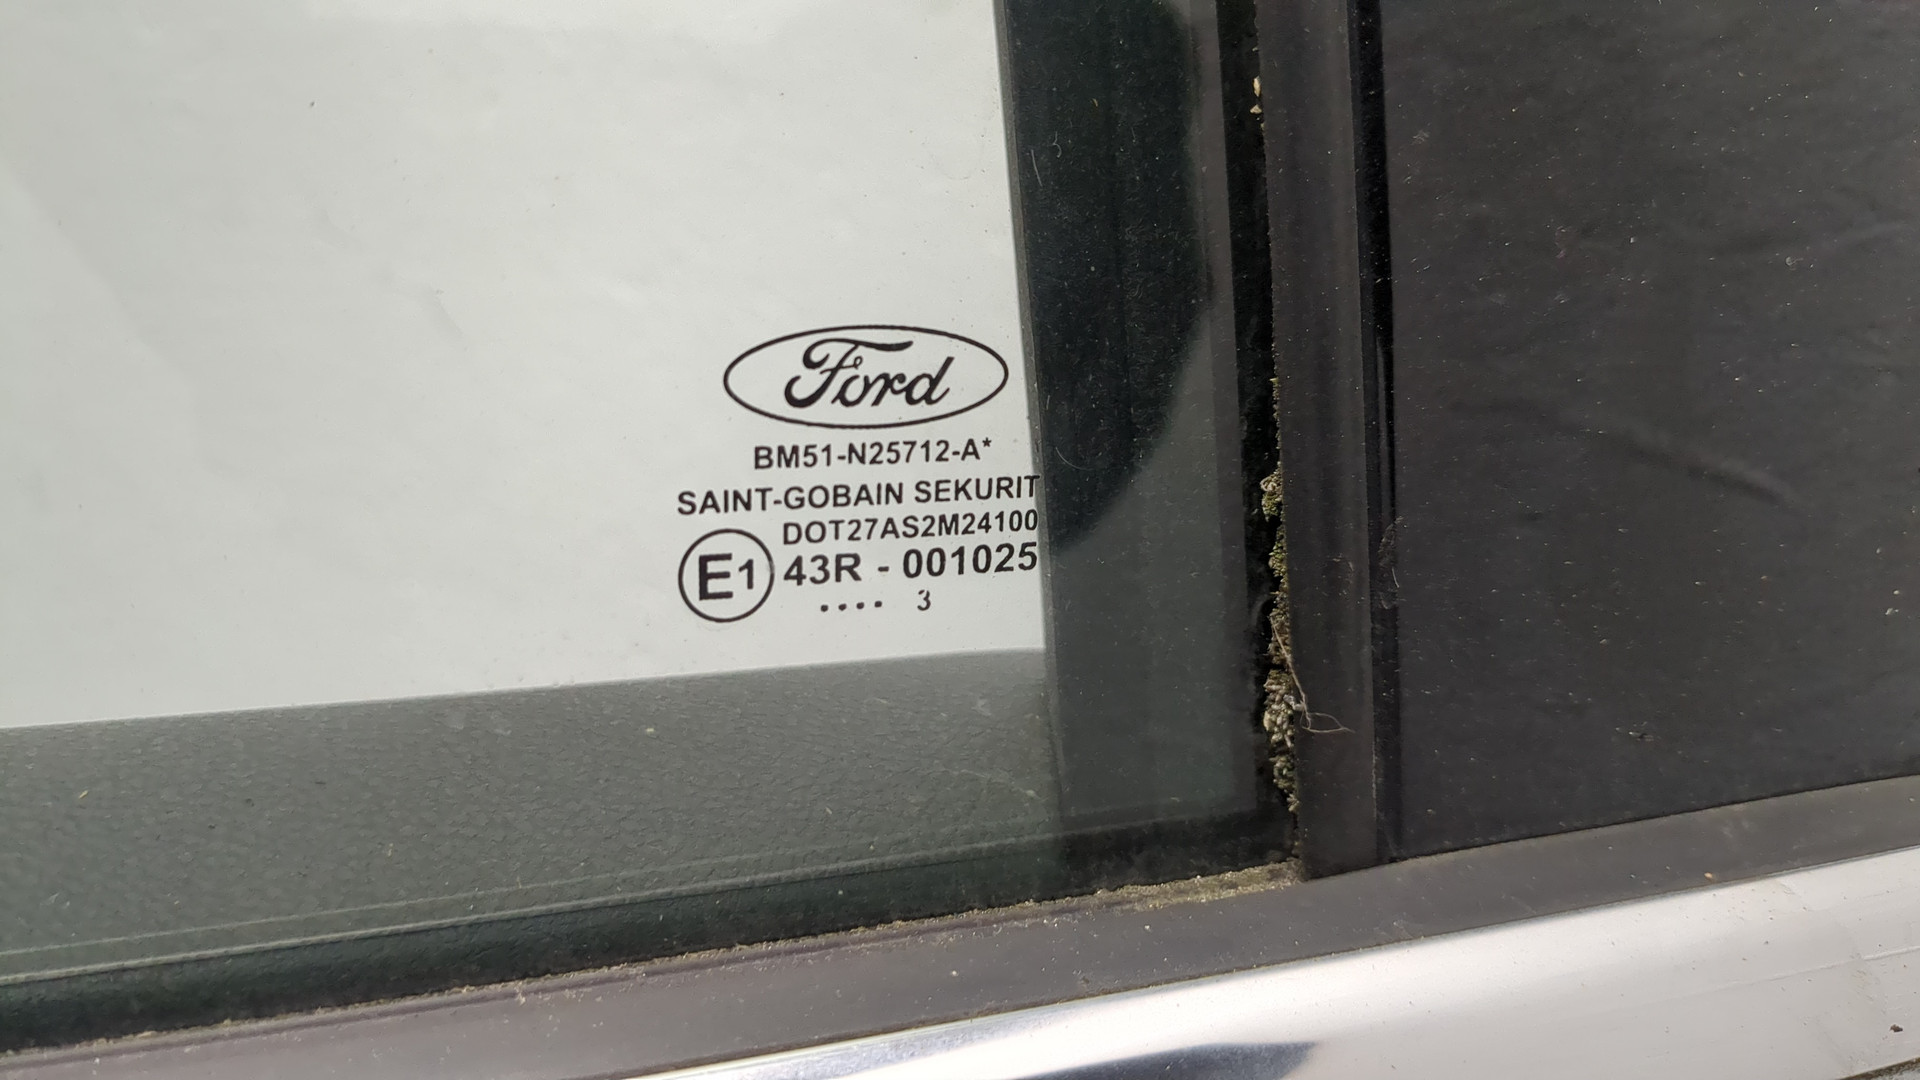 Ford
BM51-N25712-A*
SAINT-GOBAIN SEKURIT
DOT27AS2M24100
E1 43R - 001025
.... 3